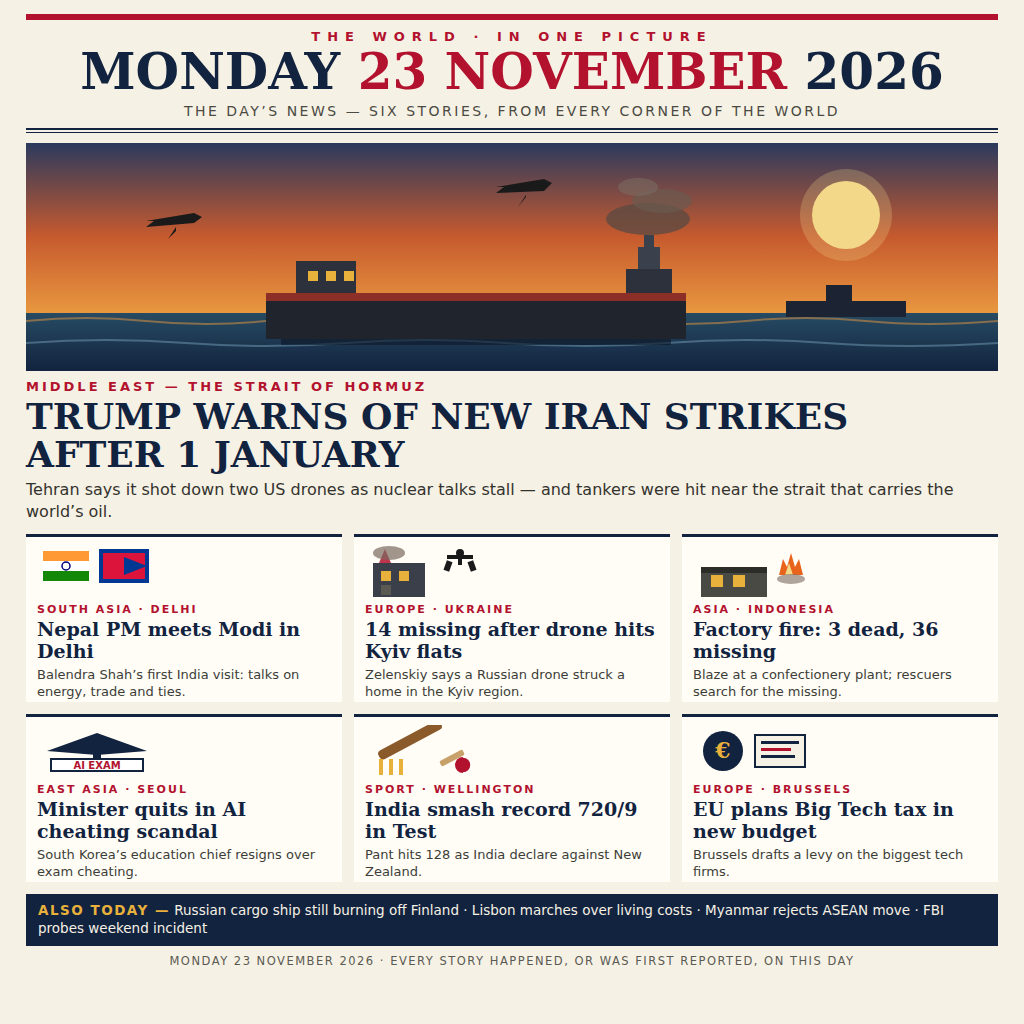 THE WORLD · IN ONE PICTURE
MONDAY 23 NOVEMBER 2026
THE DAY’S NEWS — SIX STORIES, FROM EVERY CORNER OF THE WORLD
MIDDLE EAST — THE STRAIT OF HORMUZ
TRUMP WARNS OF NEW IRAN STRIKES
AFTER 1 JANUARY
Tehran says it shot down two US drones as nuclear talks stall — and tankers were hit near the strait that carries the
world’s oil.
SOUTH ASIA · DELHI
Nepal PM meets Modi in
Delhi
Balendra Shah’s first India visit: talks on
energy, trade and ties.
EUROPE · UKRAINE
14 missing after drone hits
Kyiv flats
Zelenskiy says a Russian drone struck a
home in the Kyiv region.
ASIA · INDONESIA
Factory fire: 3 dead, 36
missing
Blaze at a confectionery plant; rescuers
search for the missing.
AI EXAM
EAST ASIA · SEOUL
Minister quits in AI
cheating scandal
South Korea’s education chief resigns over
exam cheating.
SPORT · WELLINGTON
India smash record 720/9
in Test
Pant hits 128 as India declare against New
Zealand.
€
EUROPE · BRUSSELS
EU plans Big Tech tax in
new budget
Brussels drafts a levy on the biggest tech
firms.
ALSO TODAY — Russian cargo ship still burning off Finland · Lisbon marches over living costs · Myanmar rejects ASEAN move · FBI
probes weekend incident
MONDAY 23 NOVEMBER 2026 · EVERY STORY HAPPENED, OR WAS FIRST REPORTED, ON THIS DAY